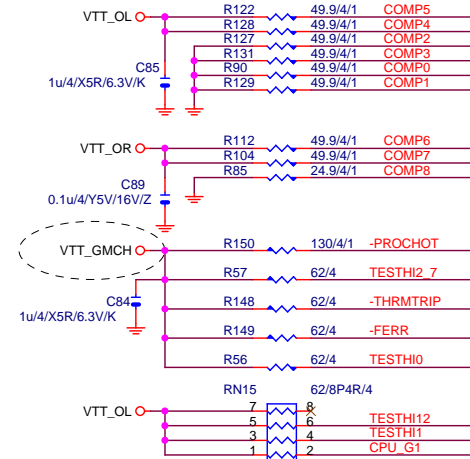 R122 49.9/4/1 COMP5
VTT_OL
R128 49.9/4/1 COMP4
R127 49.9/4/1 COMP2
R131 49.9/4/1 COMP3
C85
R90 49.9/4/1 COMP0
1u/4/X5R/6.3V/K
R129 49.9/4/1 COMP1
R112 49.9/4/1 COMP6
VTT_OR
R104 49.9/4/1 COMP7
R85 24.9/4/1 COMP8
C89
0.1u/4/Y5V/16V/Z
R150 130/4/1 -PROCHOT
VTT_GMCH
R57 62/4 TESTHI2_7
C84
R148 62/4 -THRMTRIP
1u/4/X5R/6.3V/K
R149 62/4 -FERR
R56 62/4 TESTHI0
RN15 62/8P4R/4
VTT_OL
7 8
5 6 TESTHI12
3 4 TESTHI1
1 2 CPU_G1